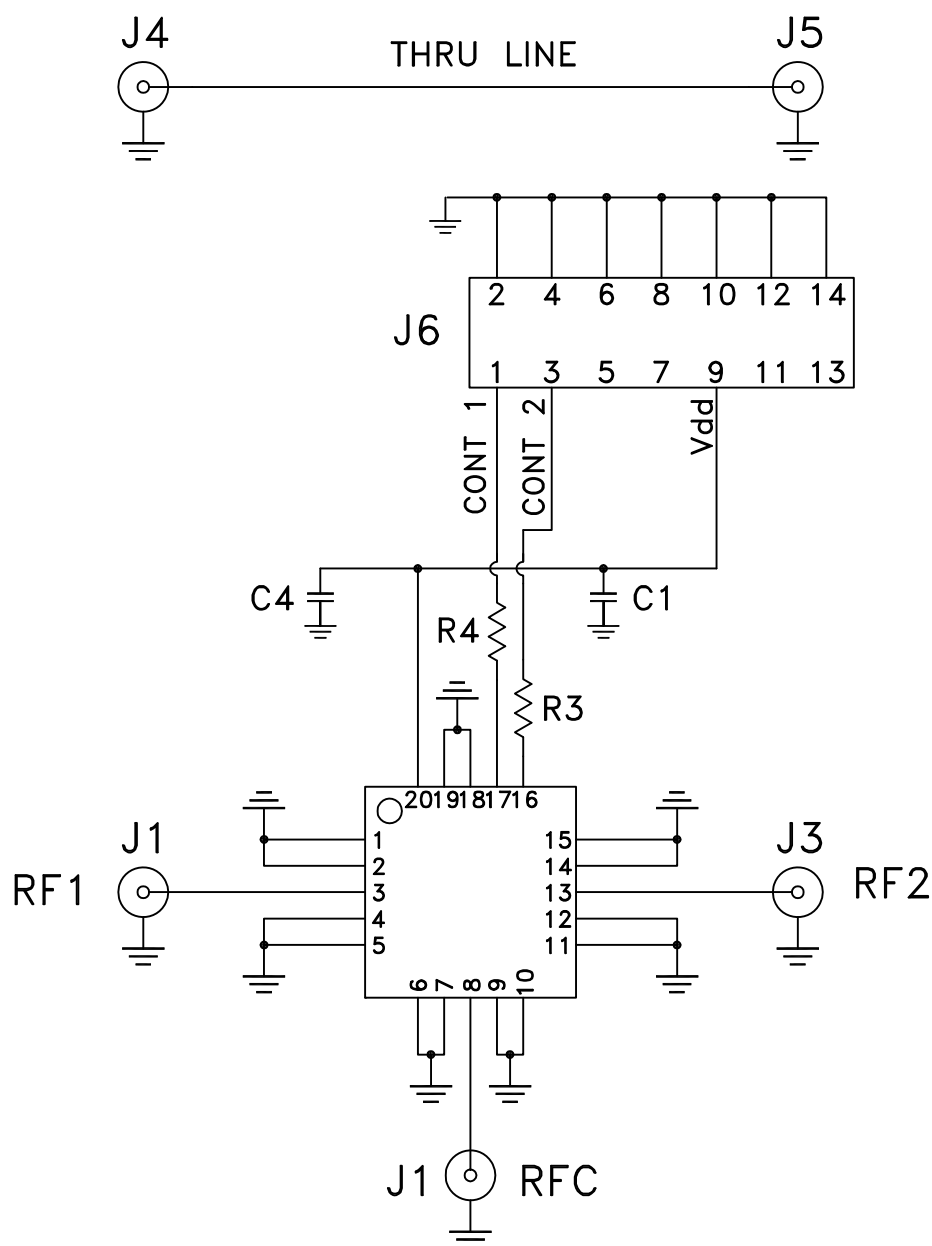 J4
THRU LINE
J5
2 4 6 8 10 12 14
J6
1 3 5 7 9 11 13
CONT 1
CONT 2
Vdd
C4
C1
R4
R3
20 19 18 17 16
1
2
3
4
5
15
14
13
12
11
J1
RF1
J3
RF2
6 7 8 9 10
J1 RFC